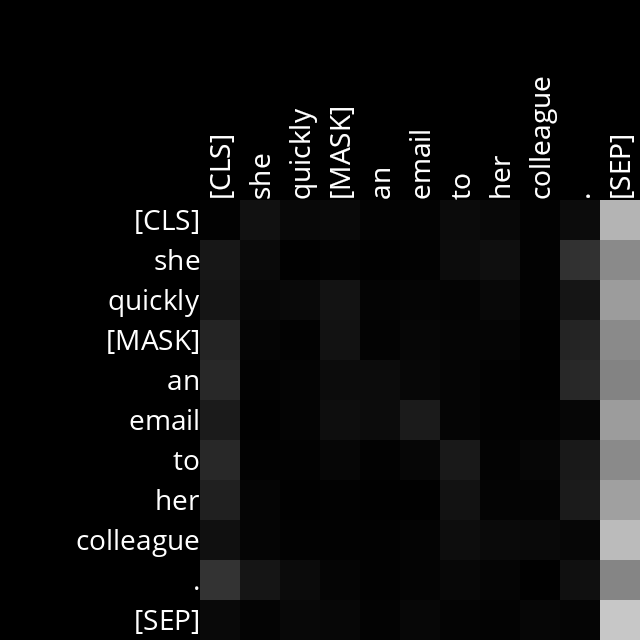 [CLS] she quickly [MASK] an email to her colleague . [SEP]
[CLS]
she
quickly
[MASK]
an
email
to
her
colleague
.
[SEP]